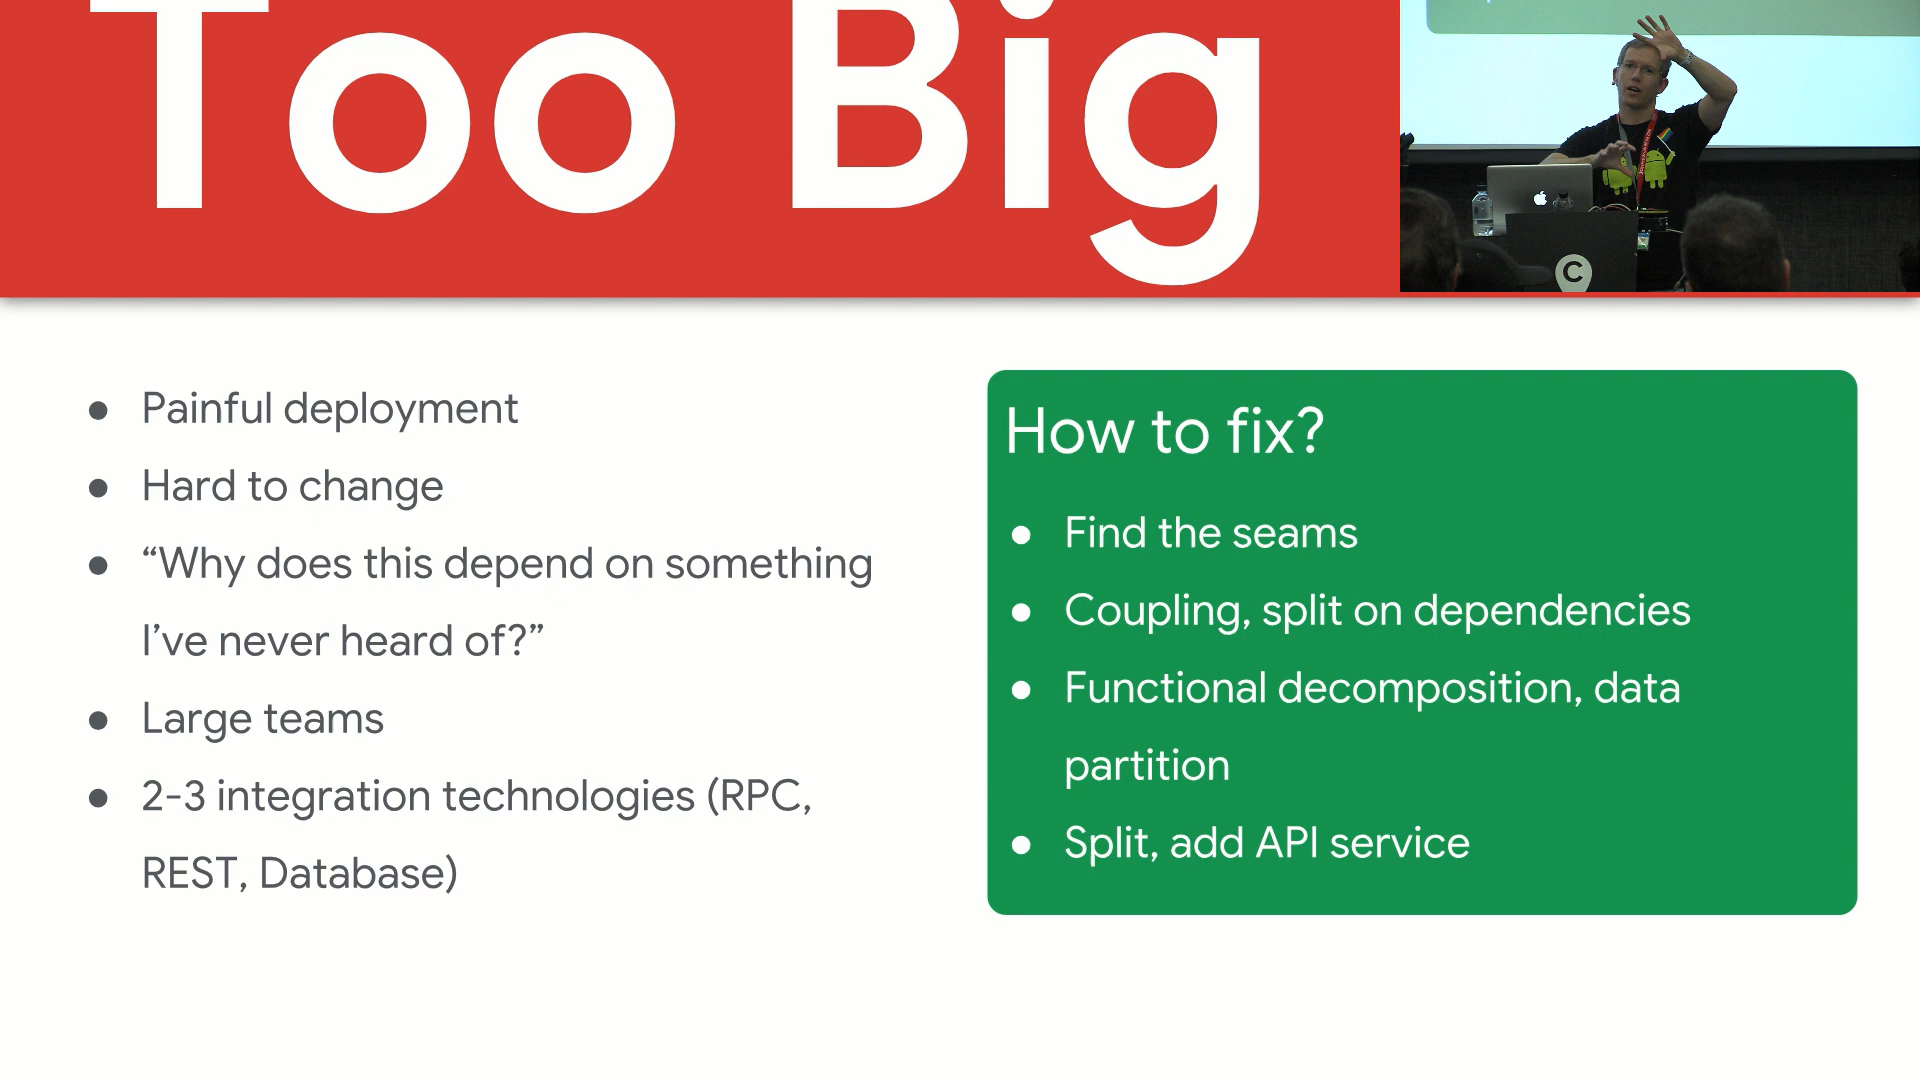 Too Big
● Painful deployment
● Hard to change
● “Why does this depend on something
I’ve never heard of?”
● Large teams
● 2-3 integration technologies (RPC,
REST, Database)
How to fix?
● Find the seams
● Coupling, split on dependencies
● Functional decomposition, data
partition
● Split, add API service
C